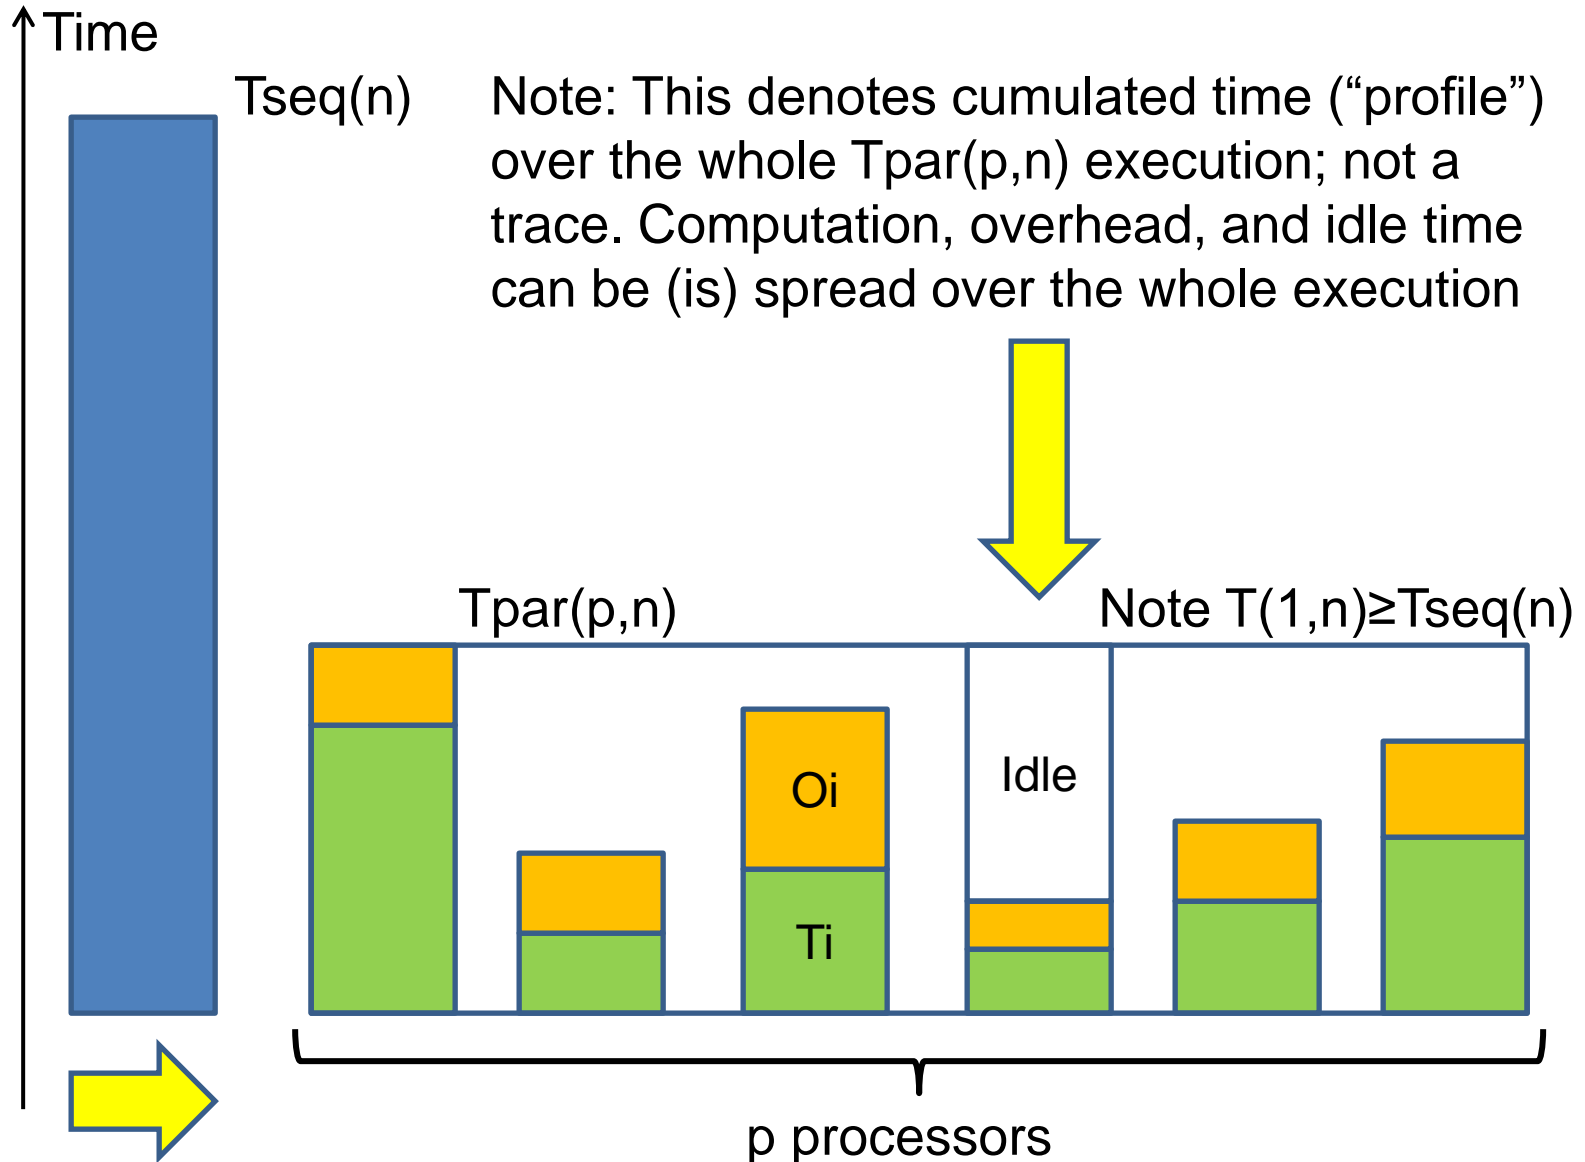 Time
Tseq(n)
Note: This denotes cumulated time (“profile”)
over the whole Tpar(p,n) execution; not a
trace. Computation, overhead, and idle time
can be (is) spread over the whole execution
Tpar(p,n)
Note T(1,n)≥Tseq(n)
Oi
Idle
Ti
p processors